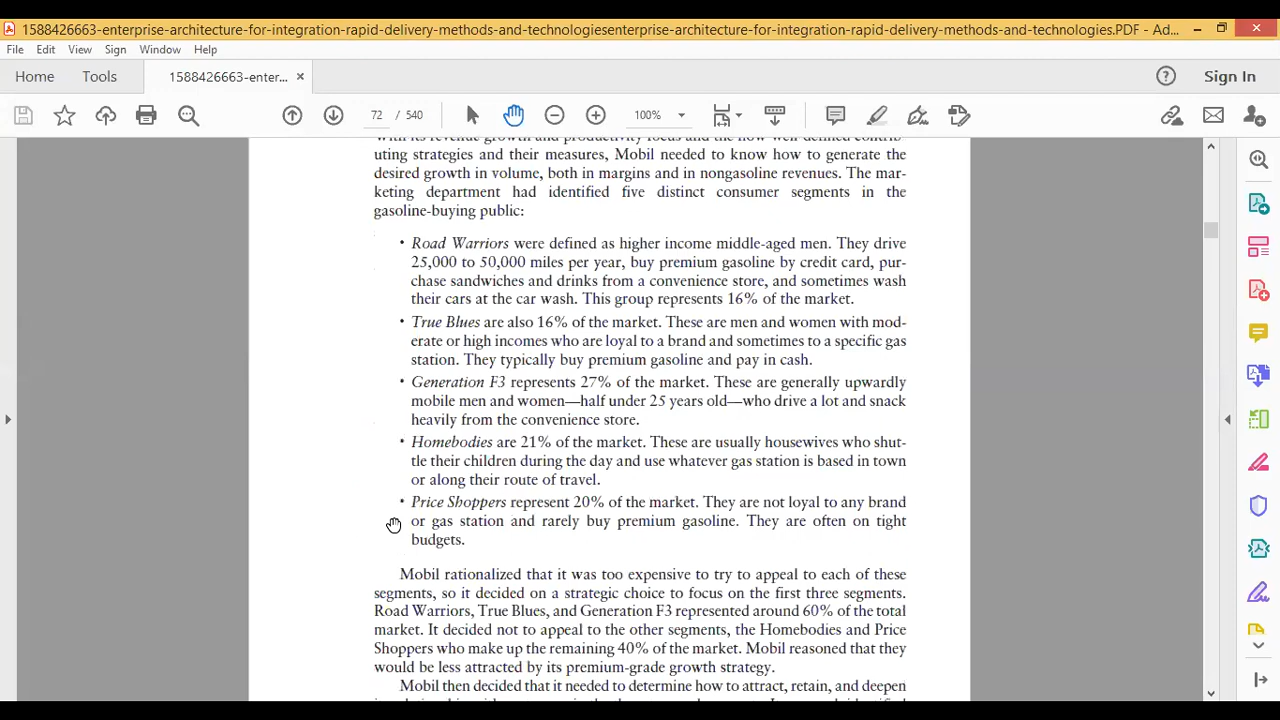 1588426663-enterprise-architecture-for-integration-rapid-delivery-methods-and-technologiesenterprise-architecture-for-integration-rapid-delivery-methods-and-technologies.PDF - Ad...
File Edit View Sign Window Help
Home Tools 1588426663-enter... × Sign In
72 / 540 100%
with its revenue growth and productivity focus and the now well-defined contrib-
uting strategies and their measures, Mobil needed to know how to generate the
desired growth in volume, both in margins and in nongasoline revenues. The mar-
keting department had identified five distinct consumer segments in the
gasoline-buying public:
• Road Warriors were defined as higher income middle-aged men. They drive
25,000 to 50,000 miles per year, buy premium gasoline by credit card, pur-
chase sandwiches and drinks from a convenience store, and sometimes wash
their cars at the car wash. This group represents 16% of the market.
• True Blues are also 16% of the market. These are men and women with mod-
erate or high incomes who are loyal to a brand and sometimes to a specific gas
station. They typically buy premium gasoline and pay in cash.
• Generation F3 represents 27% of the market. These are generally upwardly
mobile men and women—half under 25 years old—who drive a lot and snack
heavily from the convenience store.
• Homebodies are 21% of the market. These are usually housewives who shut-
tle their children during the day and use whatever gas station is based in town
or along their route of travel.
• Price Shoppers represent 20% of the market. They are not loyal to any brand
or gas station and rarely buy premium gasoline. They are often on tight
budgets.
Mobil rationalized that it was too expensive to try to appeal to each of these
segments, so it decided on a strategic choice to focus on the first three segments.
Road Warriors, True Blues, and Generation F3 represented around 60% of the total
market. It decided not to appeal to the other segments, the Homebodies and Price
Shoppers who make up the remaining 40% of the market. Mobil reasoned that they
would be less attracted by its premium-grade growth strategy.
Mobil then decided that it needed to determine how to attract, retain, and deepen